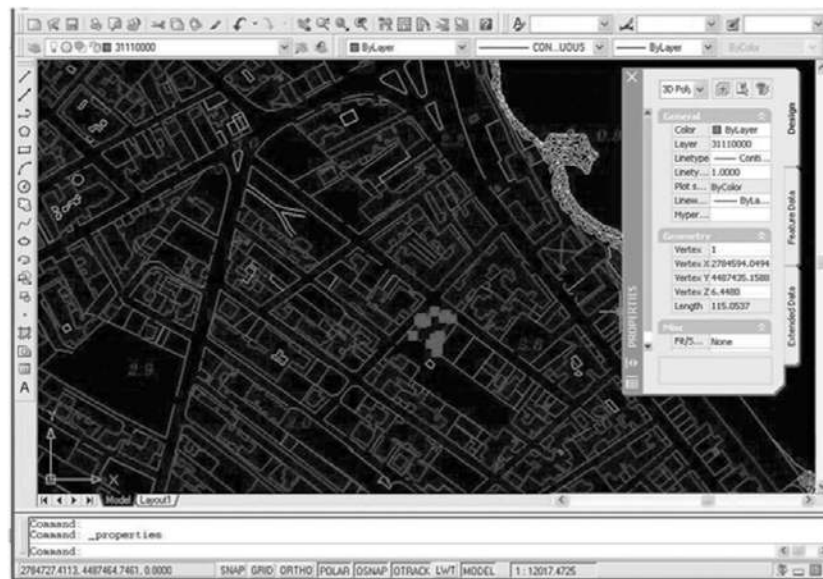 31110000
ByLayer
CON...UOUS
ByLayer
ByColor
3D Poly
General
Color ByLayer
Layer 31110000
Linetype Conti...
Linety... 1.0000
Plot s... ByColor
Linew... ByLa...
Hyper...
Geometry
Vertex 1
Vertex X 2784594.0494
Vertex Y 4487435.1588
Vertex Z 6.4480
Length 115.0537
Misc
Fit/S... None
PROPERTIES
Design
Feature Data
Extended Data
A
Y
X
Model
Layout1
Command:
Command: _properties
Command:
2784727.4113, 4487464.7461, 0.0000
SNAP GRID ORTHO POLAR OSNAP OTRACK LWT MODEL
1 : 12017.4725